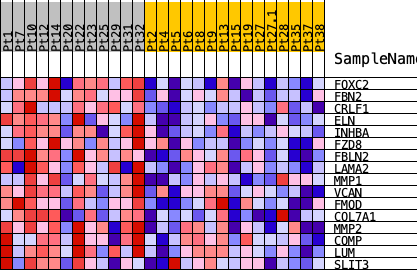 Pt1
Pt7
Pt10
Pt12
Pt14
Pt20
Pt22
Pt23
Pt25
Pt29
Pt31
Pt32
Pt2
Pt4
Pt5
Pt6
Pt8
Pt9
Pt13
Pt15
Pt19
Pt27
Pt27.1
Pt28
Pt35
Pt37
Pt38
SampleName
FOXC2
FBN2
CRLF1
ELN
INHBA
FZD8
FBLN2
LAMA2
MMP1
VCAN
FMOD
COL7A1
MMP2
COMP
LUM
SLIT3